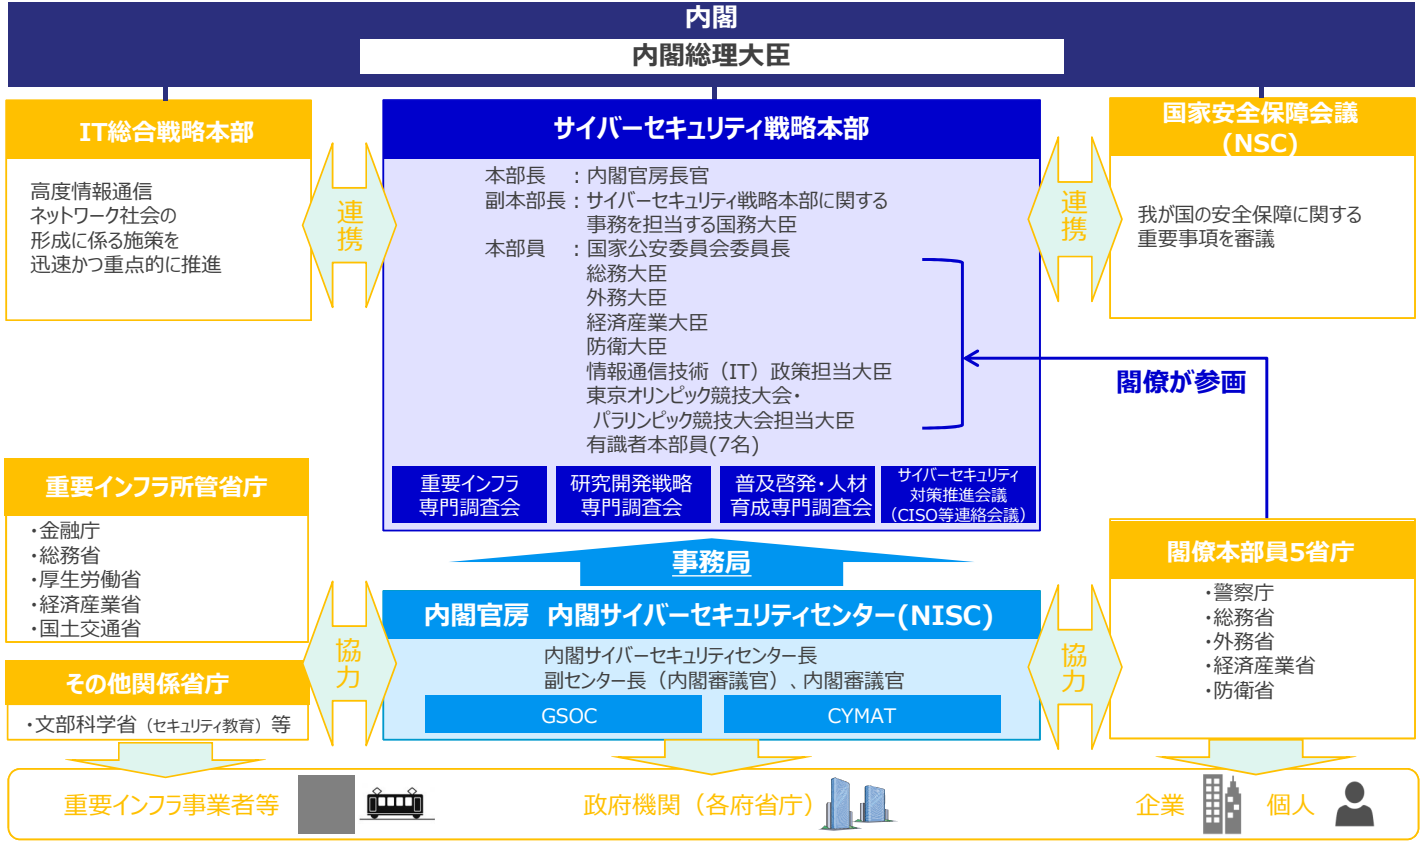 内閣
内閣総理大臣
IT総合戦略本部
高度情報通信
ネットワーク社会の
形成に係る施策を
迅速かつ重点的に推進
連携
サイバーセキュリティ戦略本部
本部長　：内閣官房長官
副本部長：サイバーセキュリティ戦略本部に関する
事務を担当する国務大臣
本部員　：国家公安委員会委員長
総務大臣
外務大臣
経済産業大臣
防衛大臣
情報通信技術（IT）政策担当大臣
東京オリンピック競技大会・
パラリンピック競技大会担当大臣
有識者本部員(7名)
重要インフラ
専門調査会
研究開発戦略
専門調査会
普及啓発・人材
育成専門調査会
サイバーセキュリティ
対策推進会議
（CISO等連絡会議）
連携
国家安全保障会議
(NSC)
我が国の安全保障に関する
重要事項を審議
閣僚が参画
重要インフラ所管省庁
・金融庁
・総務省
・厚生労働省
・経済産業省
・国土交通省
その他関係省庁
・文部科学省（セキュリティ教育）等
協力
事務局
内閣官房　内閣サイバーセキュリティセンター(NISC)
内閣サイバーセキュリティセンター長
副センター長（内閣審議官）、内閣審議官
GSOC
CYMAT
協力
閣僚本部員5省庁
・警察庁
・総務省
・外務省
・経済産業省
・防衛省
重要インフラ事業者等
政府機関（各府省庁）
企業
個人